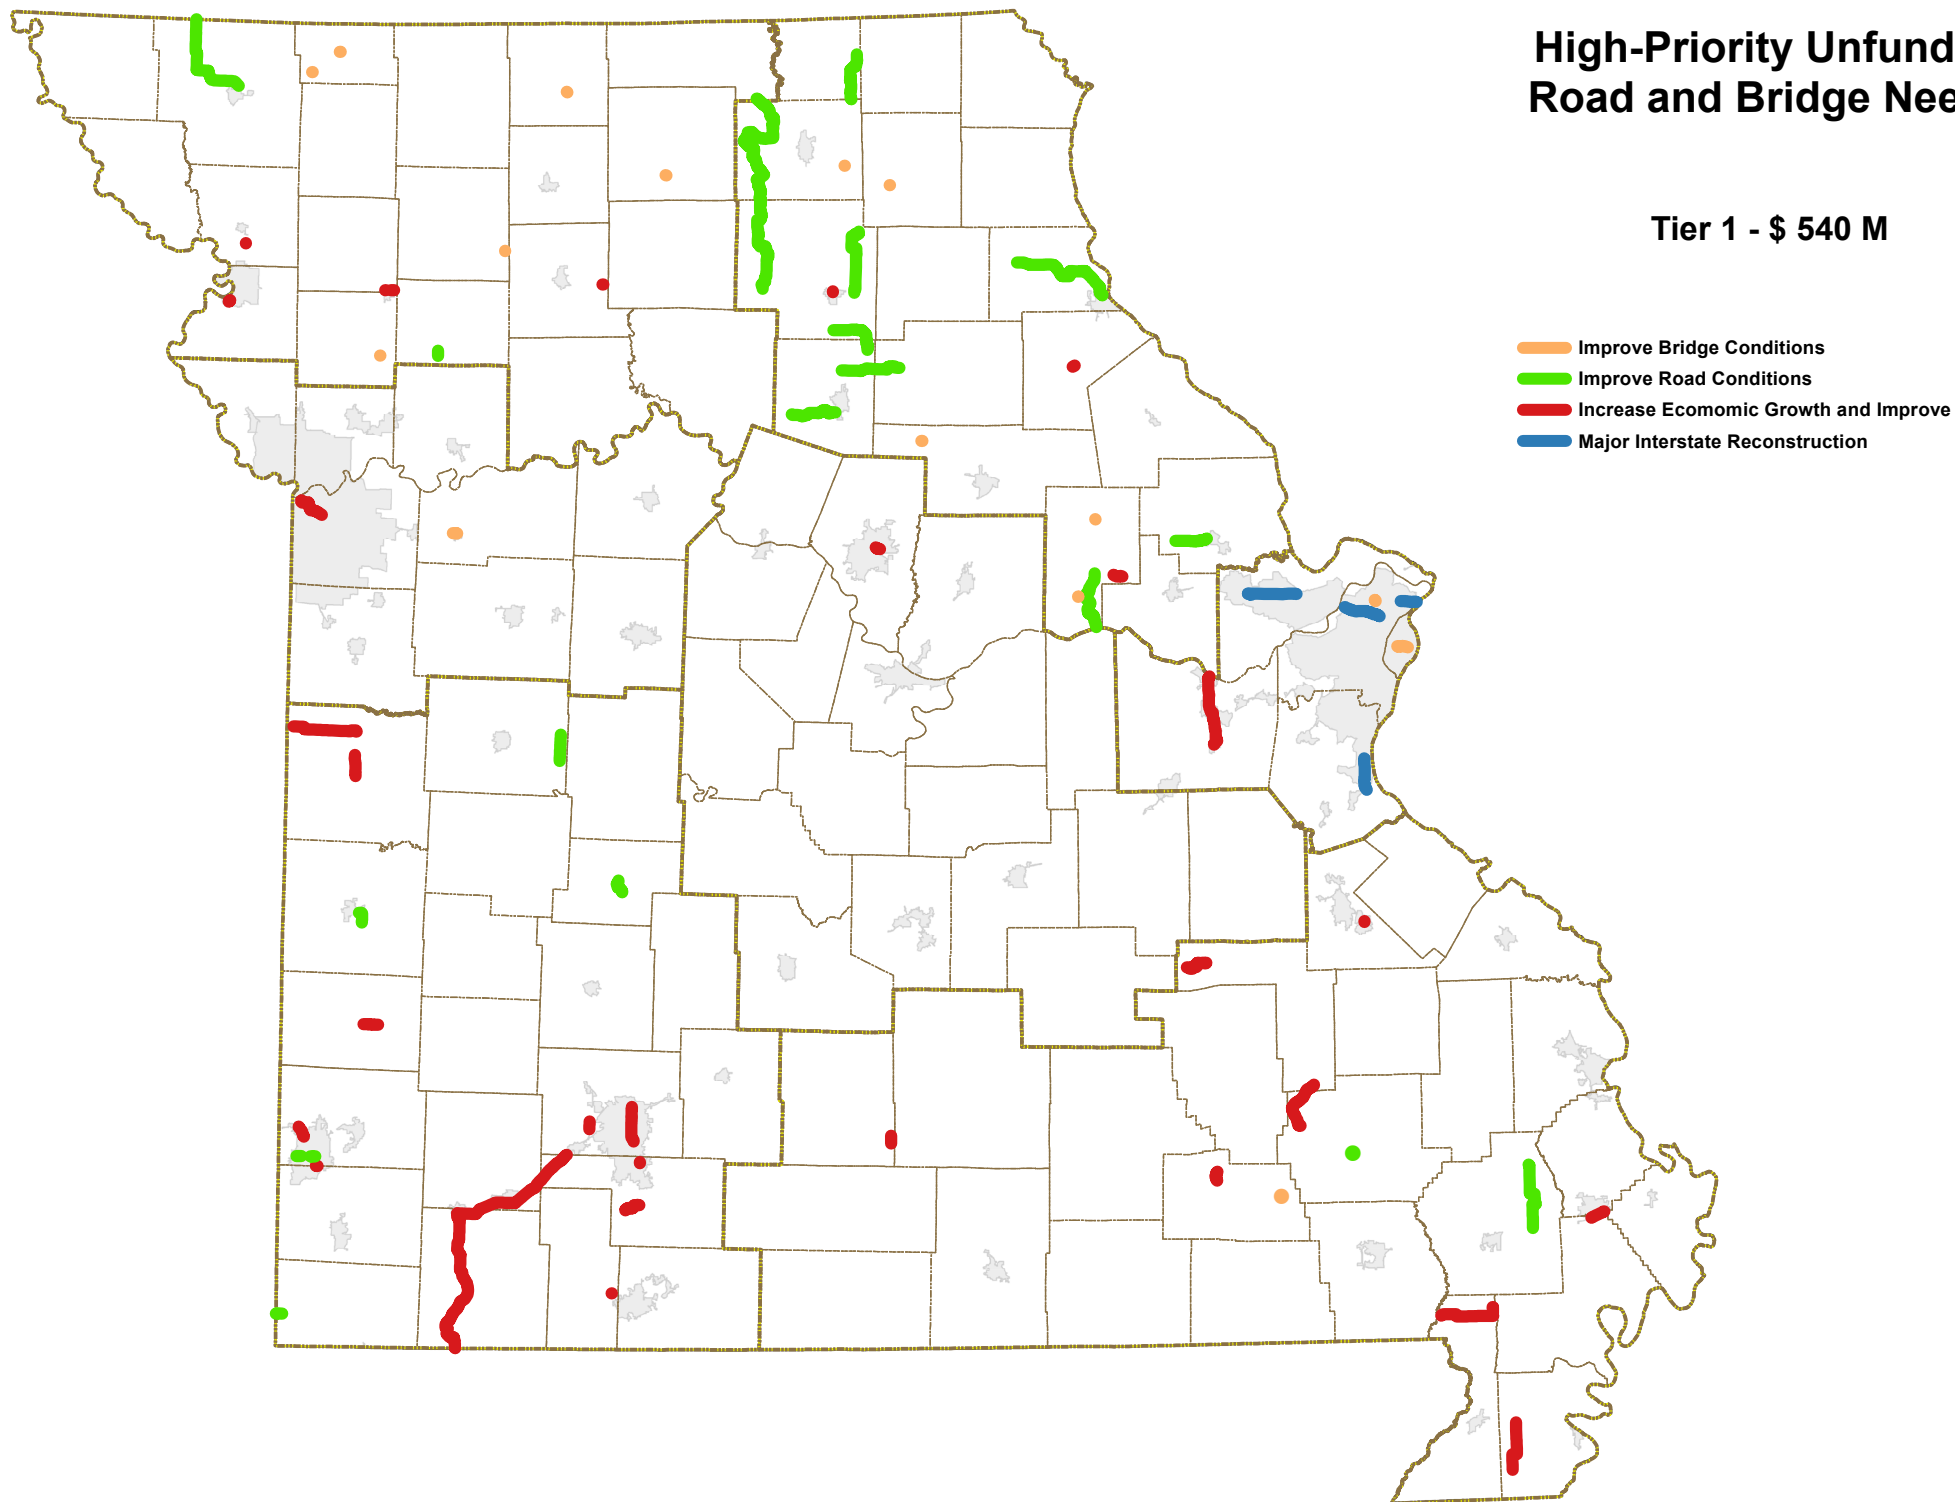 High-Priority Unfund
Road and Bridge Nee
Tier 1 - $ 540 M
Improve Bridge Conditions
Improve Road Conditions
Increase Ecomomic Growth and Improve
Major Interstate Reconstruction